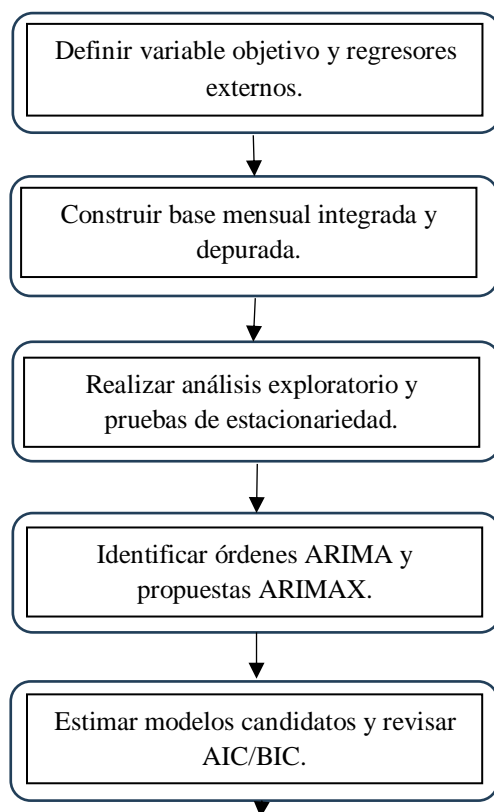 Definir variable objetivo y regresores
externos.
Construir base mensual integrada y
depurada.
Realizar análisis exploratorio y
pruebas de estacionariedad.
Identificar órdenes ARIMA y
propuestas ARIMAX.
Estimar modelos candidatos y revisar
AIC/BIC.